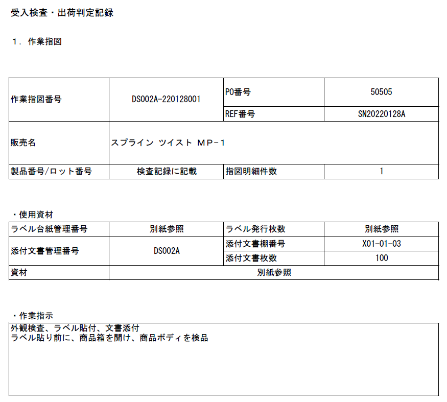 受入検査・出荷判定記録
1. 作業指図
作業指図番号 DS002A-220128001 PO番号 50505
REF番号 SN20220128A
販売名 スプライン ツイスト MP-1
製品番号/ロット番号 検査記録に記載 指図明細件数 1
・使用資材
ラベル台紙管理番号 別紙参照 ラベル発行枚数 別紙参照
添付文書管理番号 DS002A 添付文書棚番号 X01-01-03
添付文書枚数 100
資材 別紙参照
・作業指示
外観検査、ラベル貼付、文書添付
ラベル貼り前に、商品箱を開け、商品ボディを検品